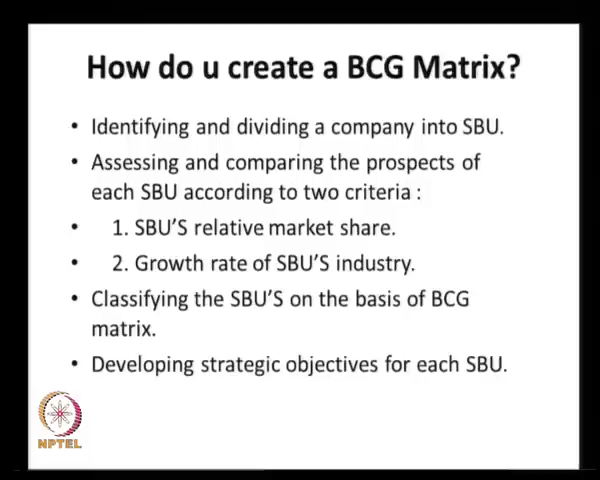 How do u create a BCG Matrix?
• Identifying and dividing a company into SBU.
• Assessing and comparing the prospects of
each SBU according to two criteria :
• 1. SBU'S relative market share.
• 2. Growth rate of SBU'S industry.
• Classifying the SBU'S on the basis of BCG
matrix.
• Developing strategic objectives for each SBU.
NPTEL